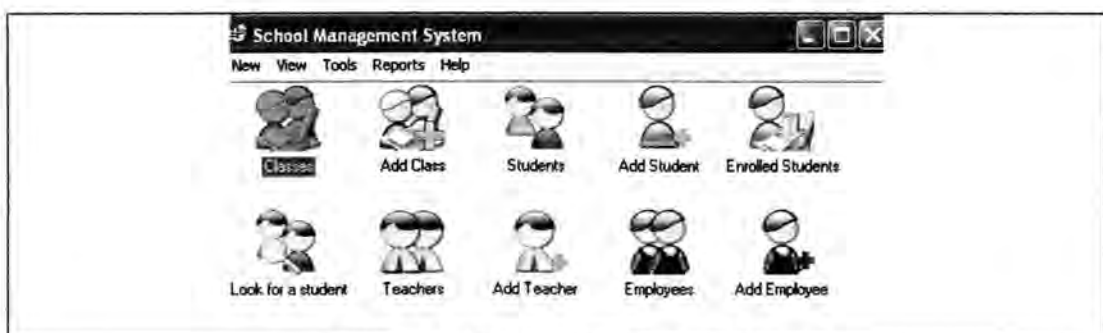 School Management System
New View Tools Reports Help
Classes Add Class Students Add Student Enrolled Students
Look for a student Teachers Add Teacher Employees Add Employee